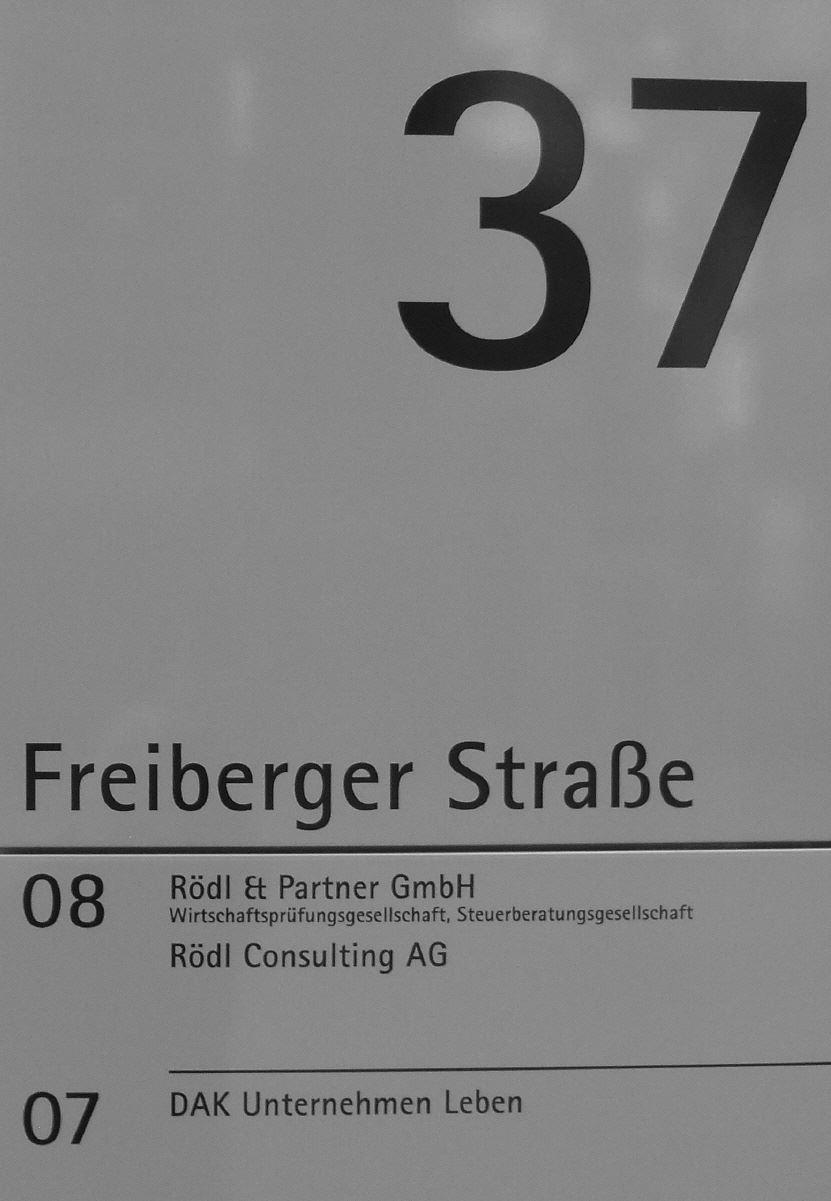 37
Freiberger Straße
08 Rödl & Partner GmbH
Wirtschaftsprüfungsgesellschaft, Steuerberatungsgesellschaft
Rödl Consulting AG
07 DAK Unternehmen Leben